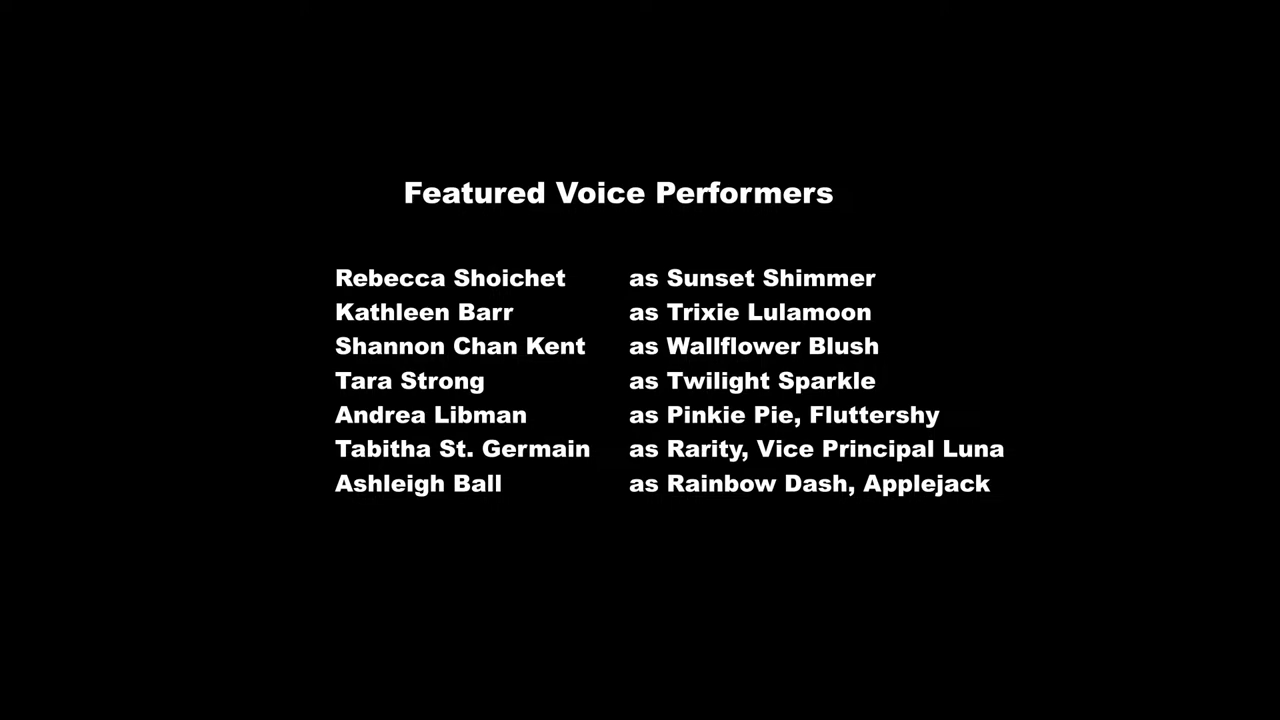 Featured Voice Performers
Rebecca Shoichet as Sunset Shimmer
Kathleen Barr as Trixie Lulamoon
Shannon Chan Kent as Wallflower Blush
Tara Strong as Twilight Sparkle
Andrea Libman as Pinkie Pie, Fluttershy
Tabitha St. Germain as Rarity, Vice Principal Luna
Ashleigh Ball as Rainbow Dash, Applejack